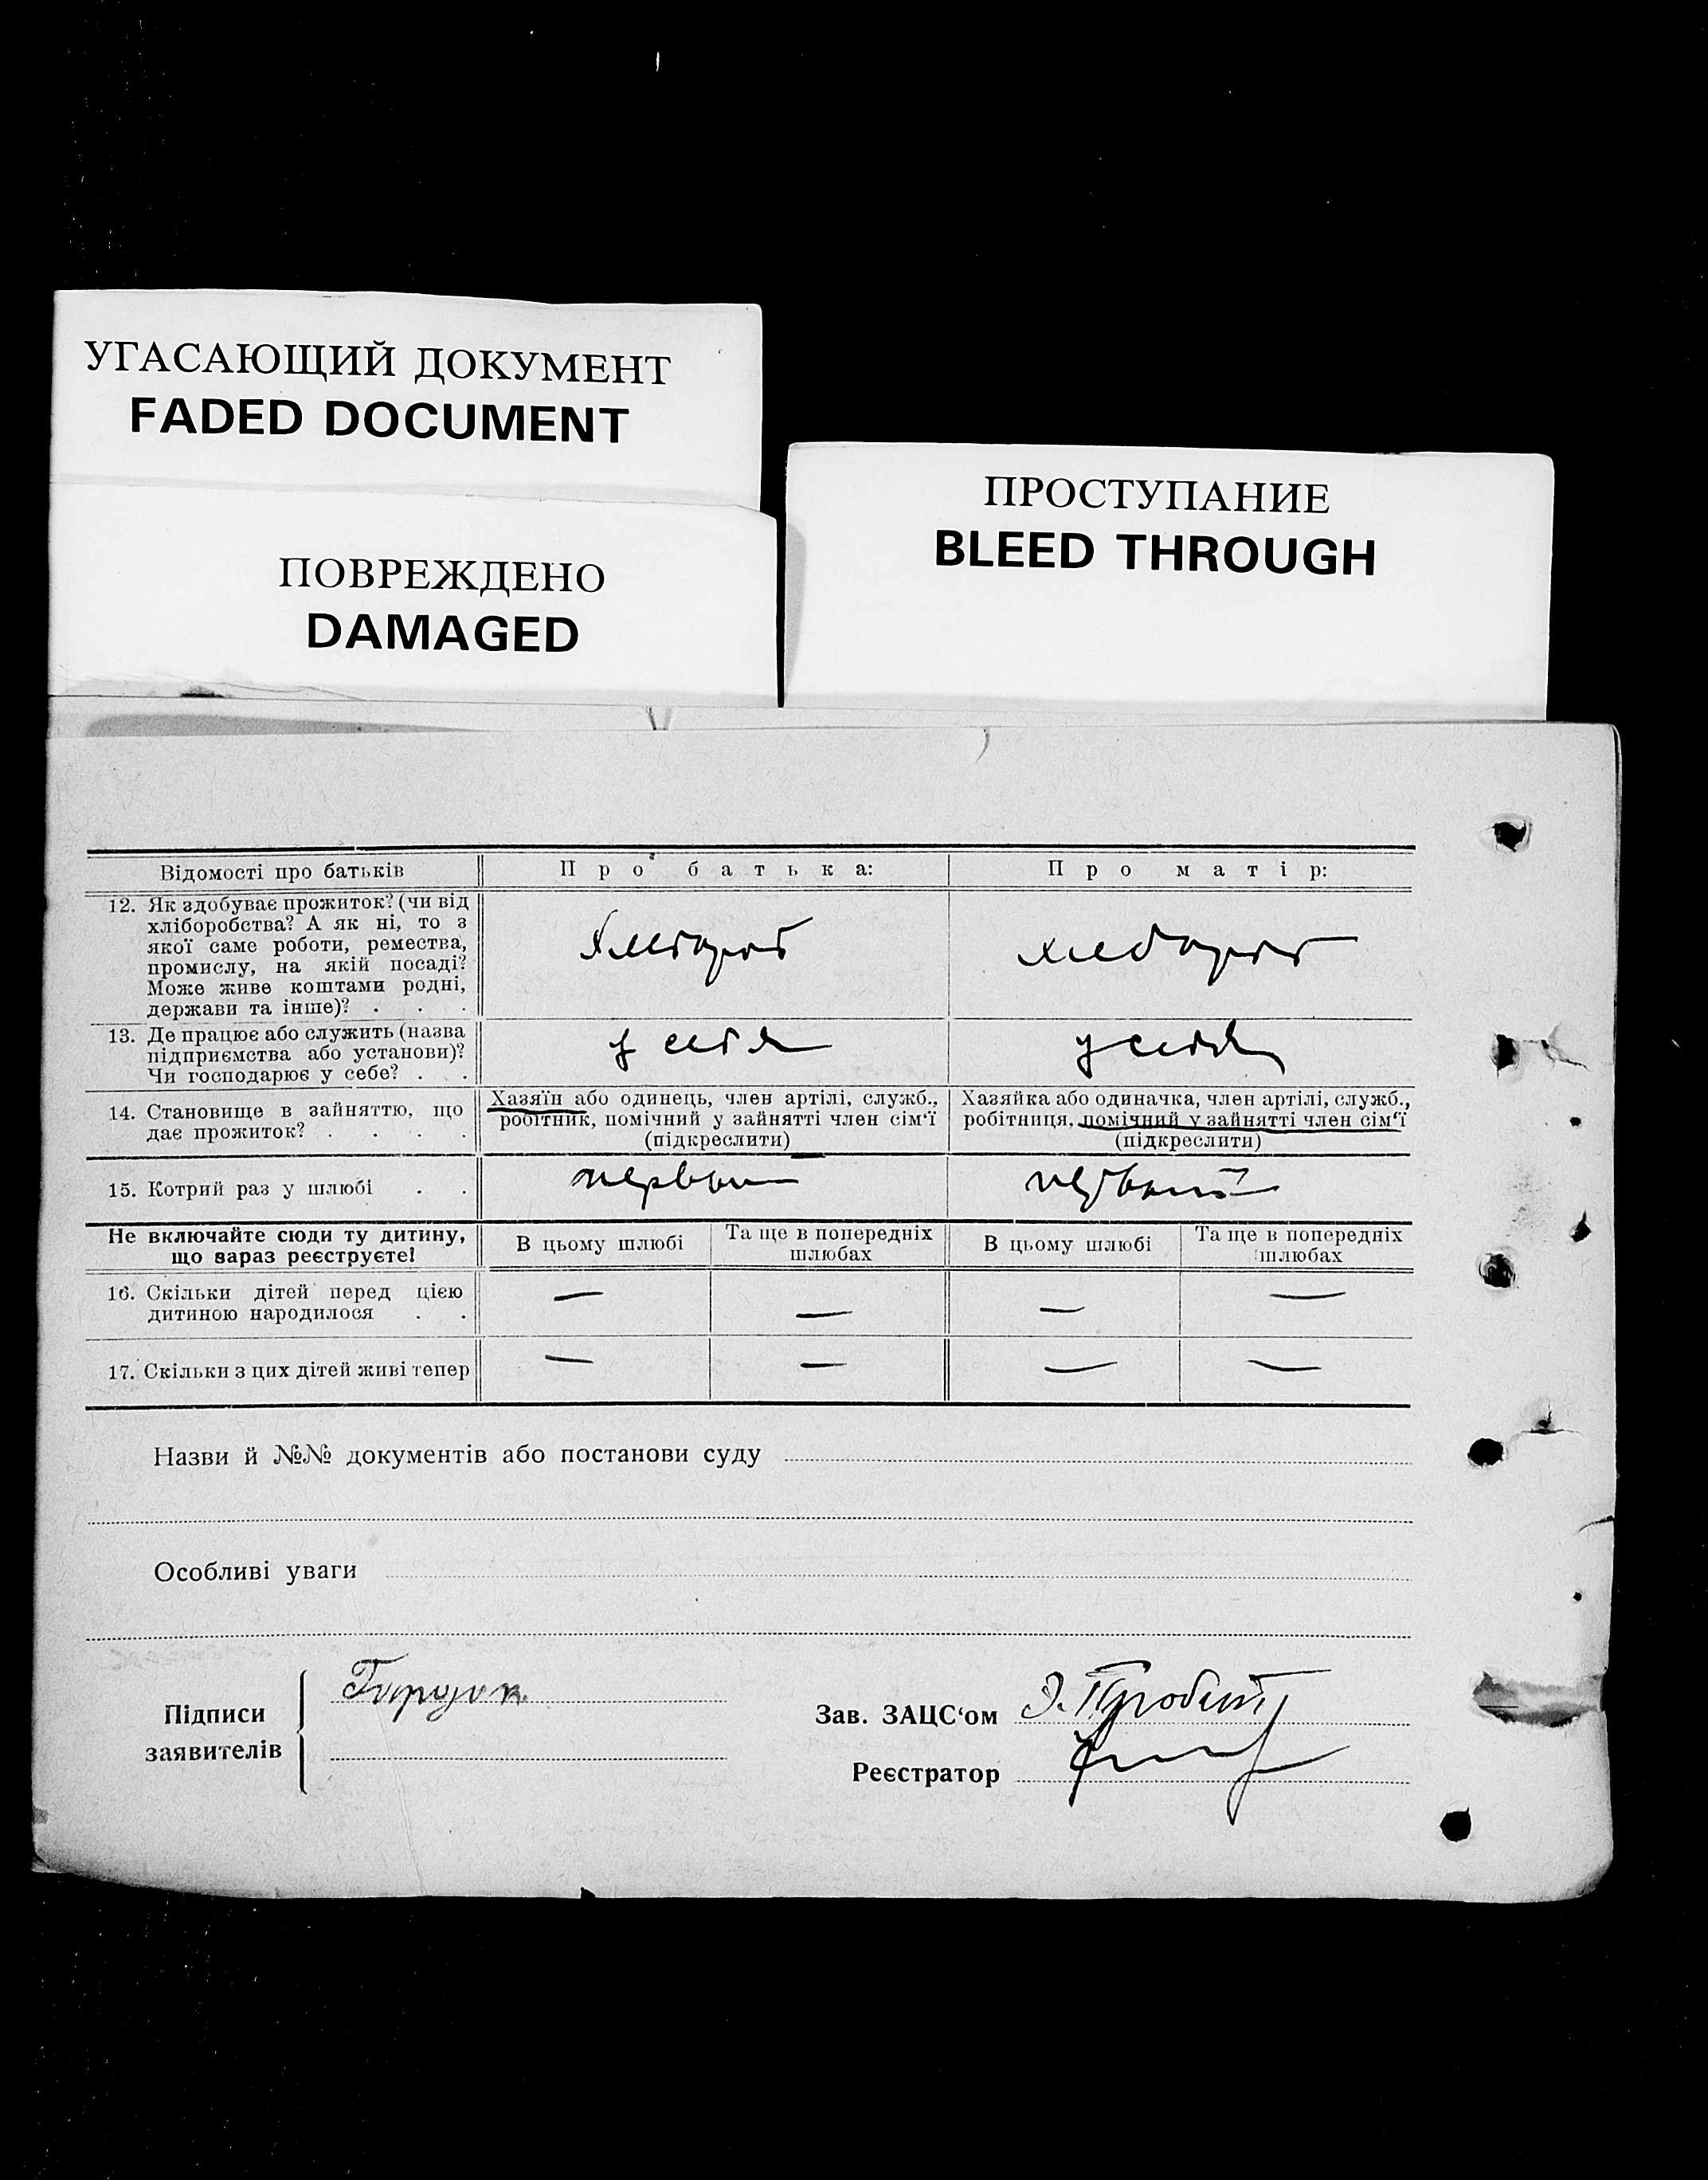 УГАСАЮЩИЙ ДОКУМЕНТ
FADED DOCUMENT
ПРОСТУПАНИЕ
BLEED THROUGH
ПОВРЕЖДЕНО
DAMAGED
Відомості про батьків
Про батька:
Про матір:
12. Як здобуває прожиток? (чи від
хліборобства? А як ні, то з
якої саме роботи, ремества,
промислу, на якій посаді?
Може живе коштами родні,
держави та інше)? . . .
Хлебороб
хлебороб
13. Де працює або служить (назва
підприємства або установи)?
Чи господарює у себе? . .
у себя
у себя
14. Становище в зайняттю, що
дає прожиток? . . . .
Хазяїн або одинець, член артілі, служб.,
робітник, помічний у зайнятті член сім‘ї
(підкреслити)
Хазяйка або одиначка, член артілі, служб.,
робітниця, помічний у зайнятті член сім‘ї
(підкреслити)
15. Котрий раз у шлюбі . .
первый
первый
Не включайте сюди ту дитину,
що зараз реєструєте!
В цьому шлюбі
Та ще в попередніх
шлюбах
В цьому шлюбі
Та ще в попередніх
шлюбах
16. Скільки дітей перед цією
дитиною народилося . .
— — — —
17. Скільки з цих дітей живі тепер
— — — —
Назви й №№ документів або постанови суду
Особливі уваги
Підписи
заявителів
Зав. ЗАЦС‘ом
Реєстратор